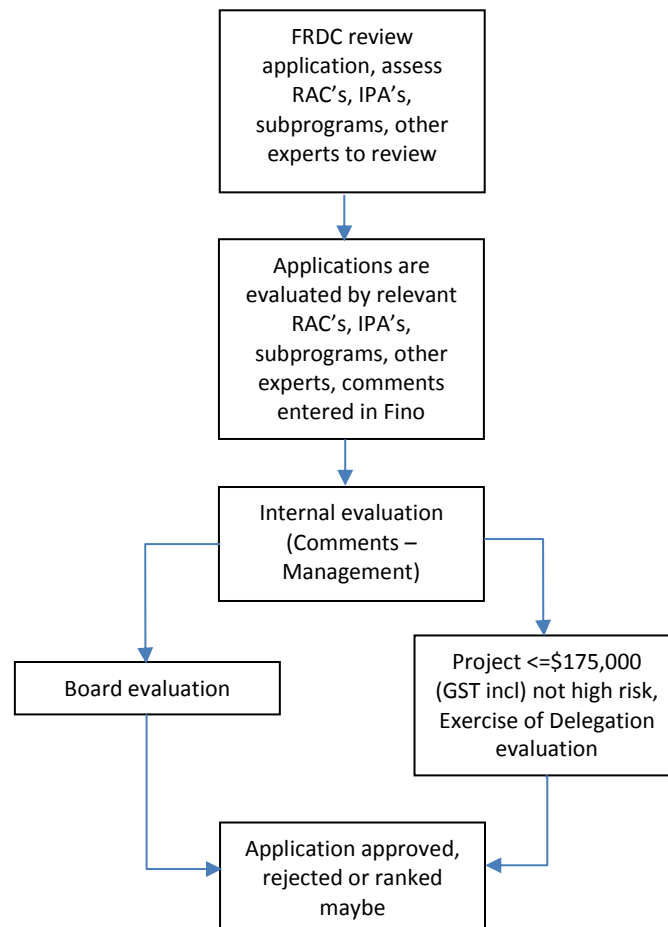 FRDC review
application, assess
RAC’s, IPA’s,
subprograms, other
experts to review
Applications are
evaluated by relevant
RAC’s, IPA’s,
subprograms, other
experts, comments
entered in Fino
Internal evaluation
(Comments –
Management)
Board evaluation
Project <=$175,000
(GST incl) not high risk,
Exercise of Delegation
evaluation
Application approved,
rejected or ranked
maybe